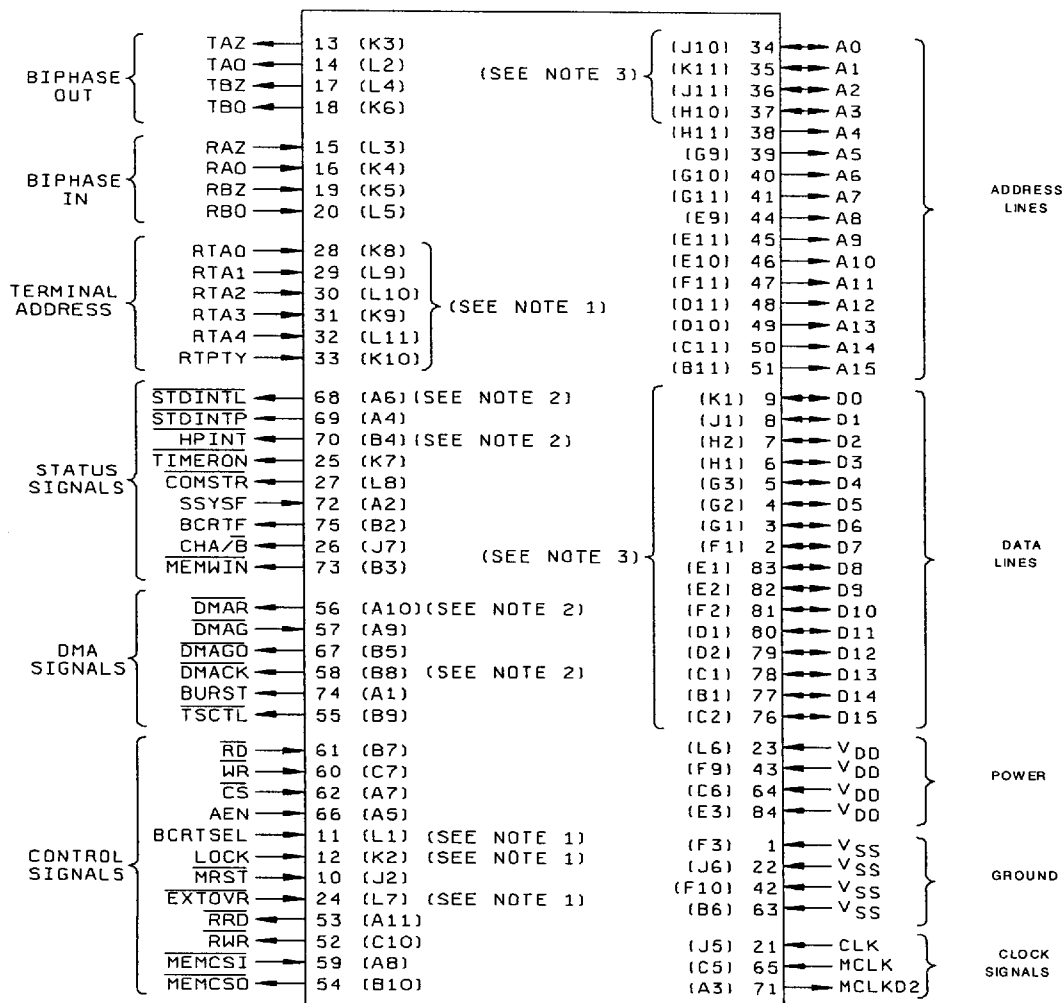 BIPHASE OUT
TAZ 13 (K3)
TAO 14 (L2)
TBZ 17 (L4)
TBO 18 (K6)
BIPHASE IN
RAZ 15 (L3)
RAO 16 (K4)
RBZ 19 (K5)
RBO 20 (L5)
TERMINAL ADDRESS
RTA0 28 (K8)
RTA1 29 (L9)
RTA2 30 (L10)
RTA3 31 (K9)
RTA4 32 (L11)
RTPTY 33 (K10)
(SEE NOTE 1)
STATUS SIGNALS
STDINTL 68 (A6) (SEE NOTE 2)
STDINTP 69 (A4)
HPINT 70 (B4) (SEE NOTE 2)
TIMERON 25 (K7)
COMSTR 27 (L8)
SSYSF 72 (A2)
BCRTF 75 (B2)
CHA/B 26 (J7)
MEMWIN 73 (B3)
DMA SIGNALS
DMAR 56 (A10) (SEE NOTE 2)
DMAG 57 (A9)
DMAGO 67 (B5)
DMACK 58 (B8) (SEE NOTE 2)
BURST 74 (A1)
TSCTL 55 (B9)
CONTROL SIGNALS
RD 61 (B7)
WR 60 (C7)
CS 62 (A7)
AEN 66 (A5)
BCRTSEL 11 (L1) (SEE NOTE 1)
LOCK 12 (K2) (SEE NOTE 1)
MRST 10 (J2)
EXTOVR 24 (L7) (SEE NOTE 1)
RRD 53 (A11)
RWR 52 (C10)
MEMCSI 59 (A8)
MEMCSO 54 (B10)
(SEE NOTE 3)
(J10) 34 A0
(K11) 35 A1
(J11) 36 A2
(H10) 37 A3
(H11) 38 A4
(G9) 39 A5
(G10) 40 A6
(G11) 41 A7
(E9) 44 A8
(E11) 45 A9
(E10) 46 A10
(F11) 47 A11
(D11) 48 A12
(D10) 49 A13
(C11) 50 A14
(B11) 51 A15
ADDRESS LINES
(SEE NOTE 3)
(K1) 9 D0
(J1) 8 D1
(H2) 7 D2
(H1) 6 D3
(G3) 5 D4
(G2) 4 D5
(G1) 3 D6
(F1) 2 D7
(E1) 83 D8
(E2) 82 D9
(F2) 81 D10
(D1) 80 D11
(D2) 79 D12
(C1) 78 D13
(B1) 77 D14
(C2) 76 D15
DATA LINES
(L6) 23 VDD
(F9) 43 VDD
(C6) 64 VDD
(E3) 84 VDD
POWER
(F3) 1 VSS
(J6) 22 VSS
(F10) 42 VSS
(B6) 63 VSS
GROUND
(J5) 21 CLK
(C5) 65 MCLK
(A3) 71 MCLKD2
CLOCK SIGNALS